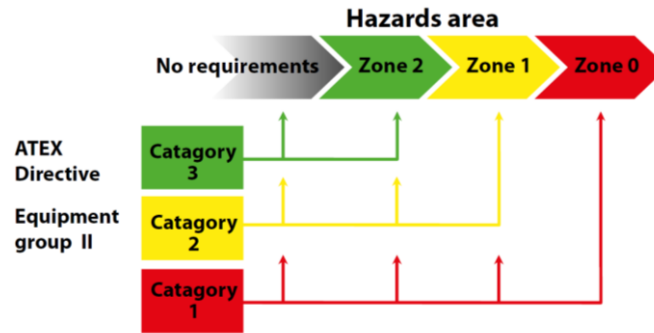 Hazards area
No requirements
Zone 2
Zone 1
Zone 0
ATEX
Directive
Catagory
3
Equipment
group II
Catagory
2
Catagory
1